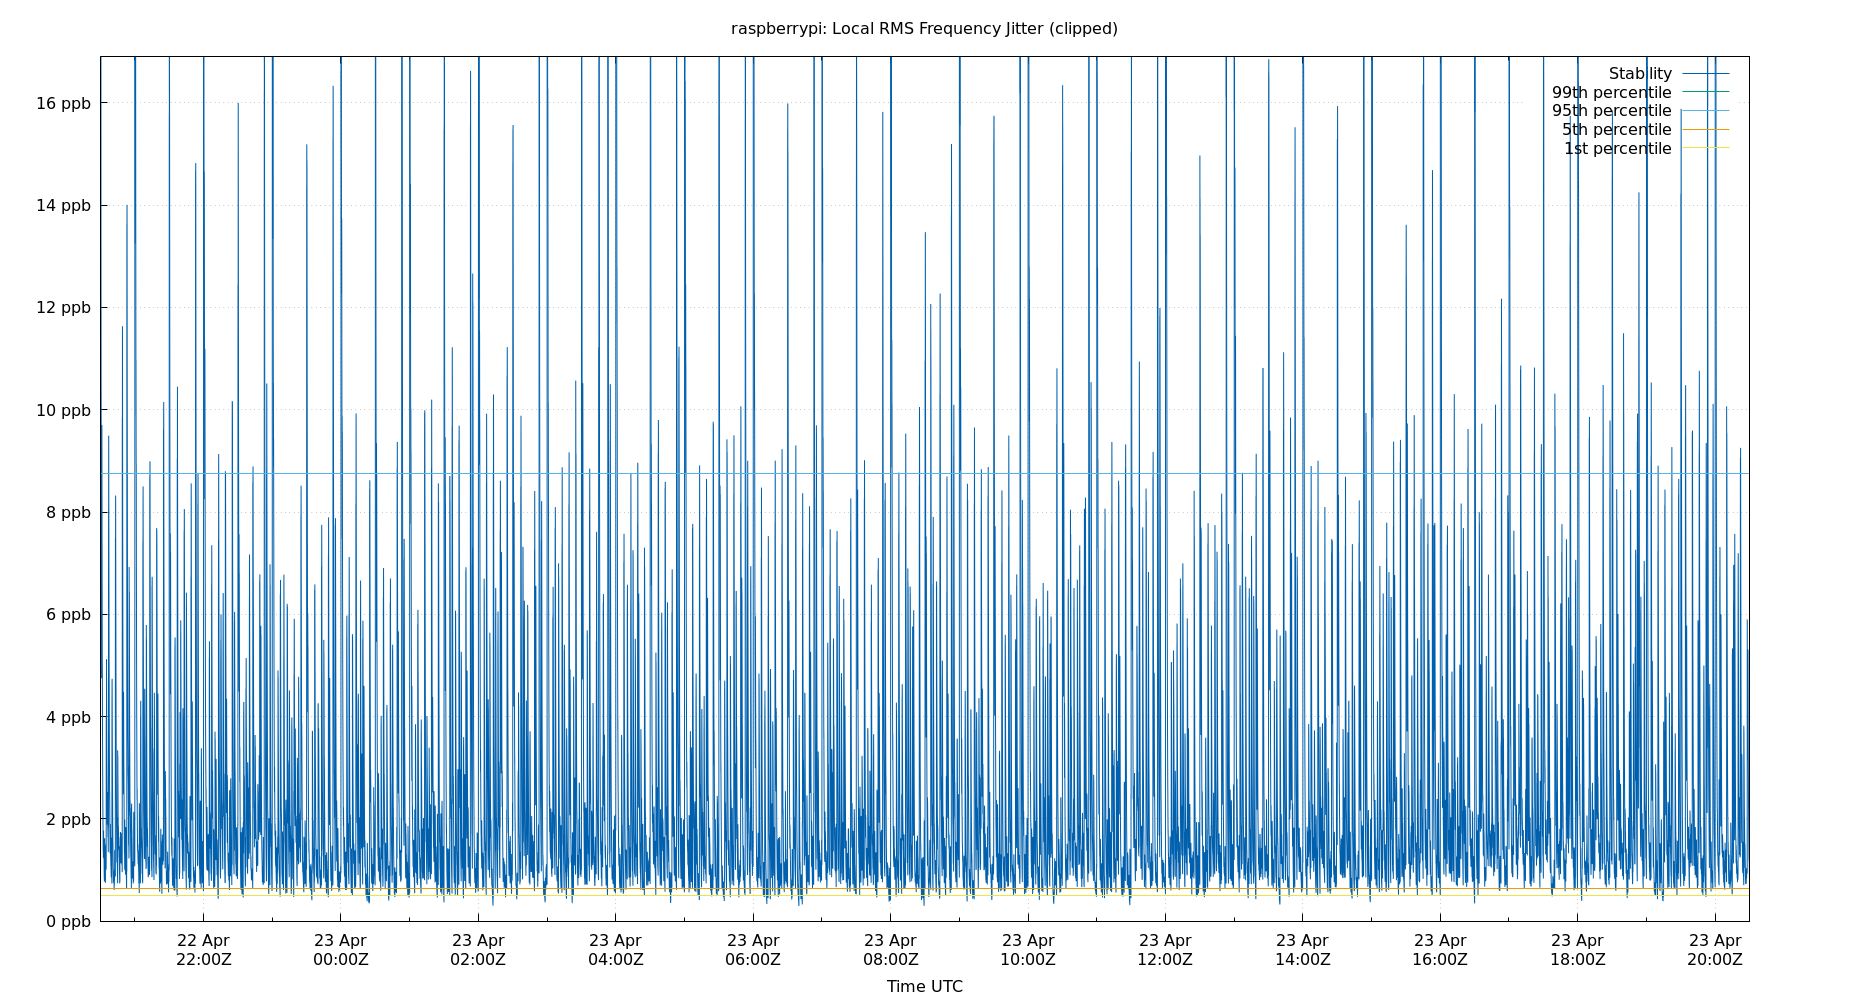 raspberrypi: Local RMS Frequency Jitter (clipped)
Stability
99th percentile
95th percentile
5th percentile
1st percentile
16 ppb
14 ppb
12 ppb
10 ppb
8 ppb
6 ppb
4 ppb
2 ppb
0 ppb
22 Apr 23 Apr 23 Apr 23 Apr 23 Apr 23 Apr 23 Apr 23 Apr 23 Apr 23 Apr 23 Apr 23 Apr
22:00Z 00:00Z 02:00Z 04:00Z 06:00Z 08:00Z 10:00Z 12:00Z 14:00Z 16:00Z 18:00Z 20:00Z
Time UTC